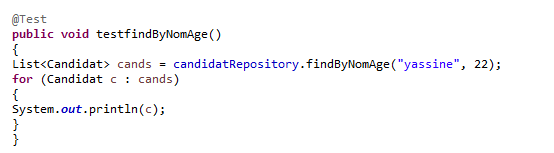 @Test
public void testfindByNomAge()
{
List<Candidat> cands = candidatRepository.findByNomAge("yassine", 22);
for (Candidat c : cands)
{
System.out.println(c);
}
}